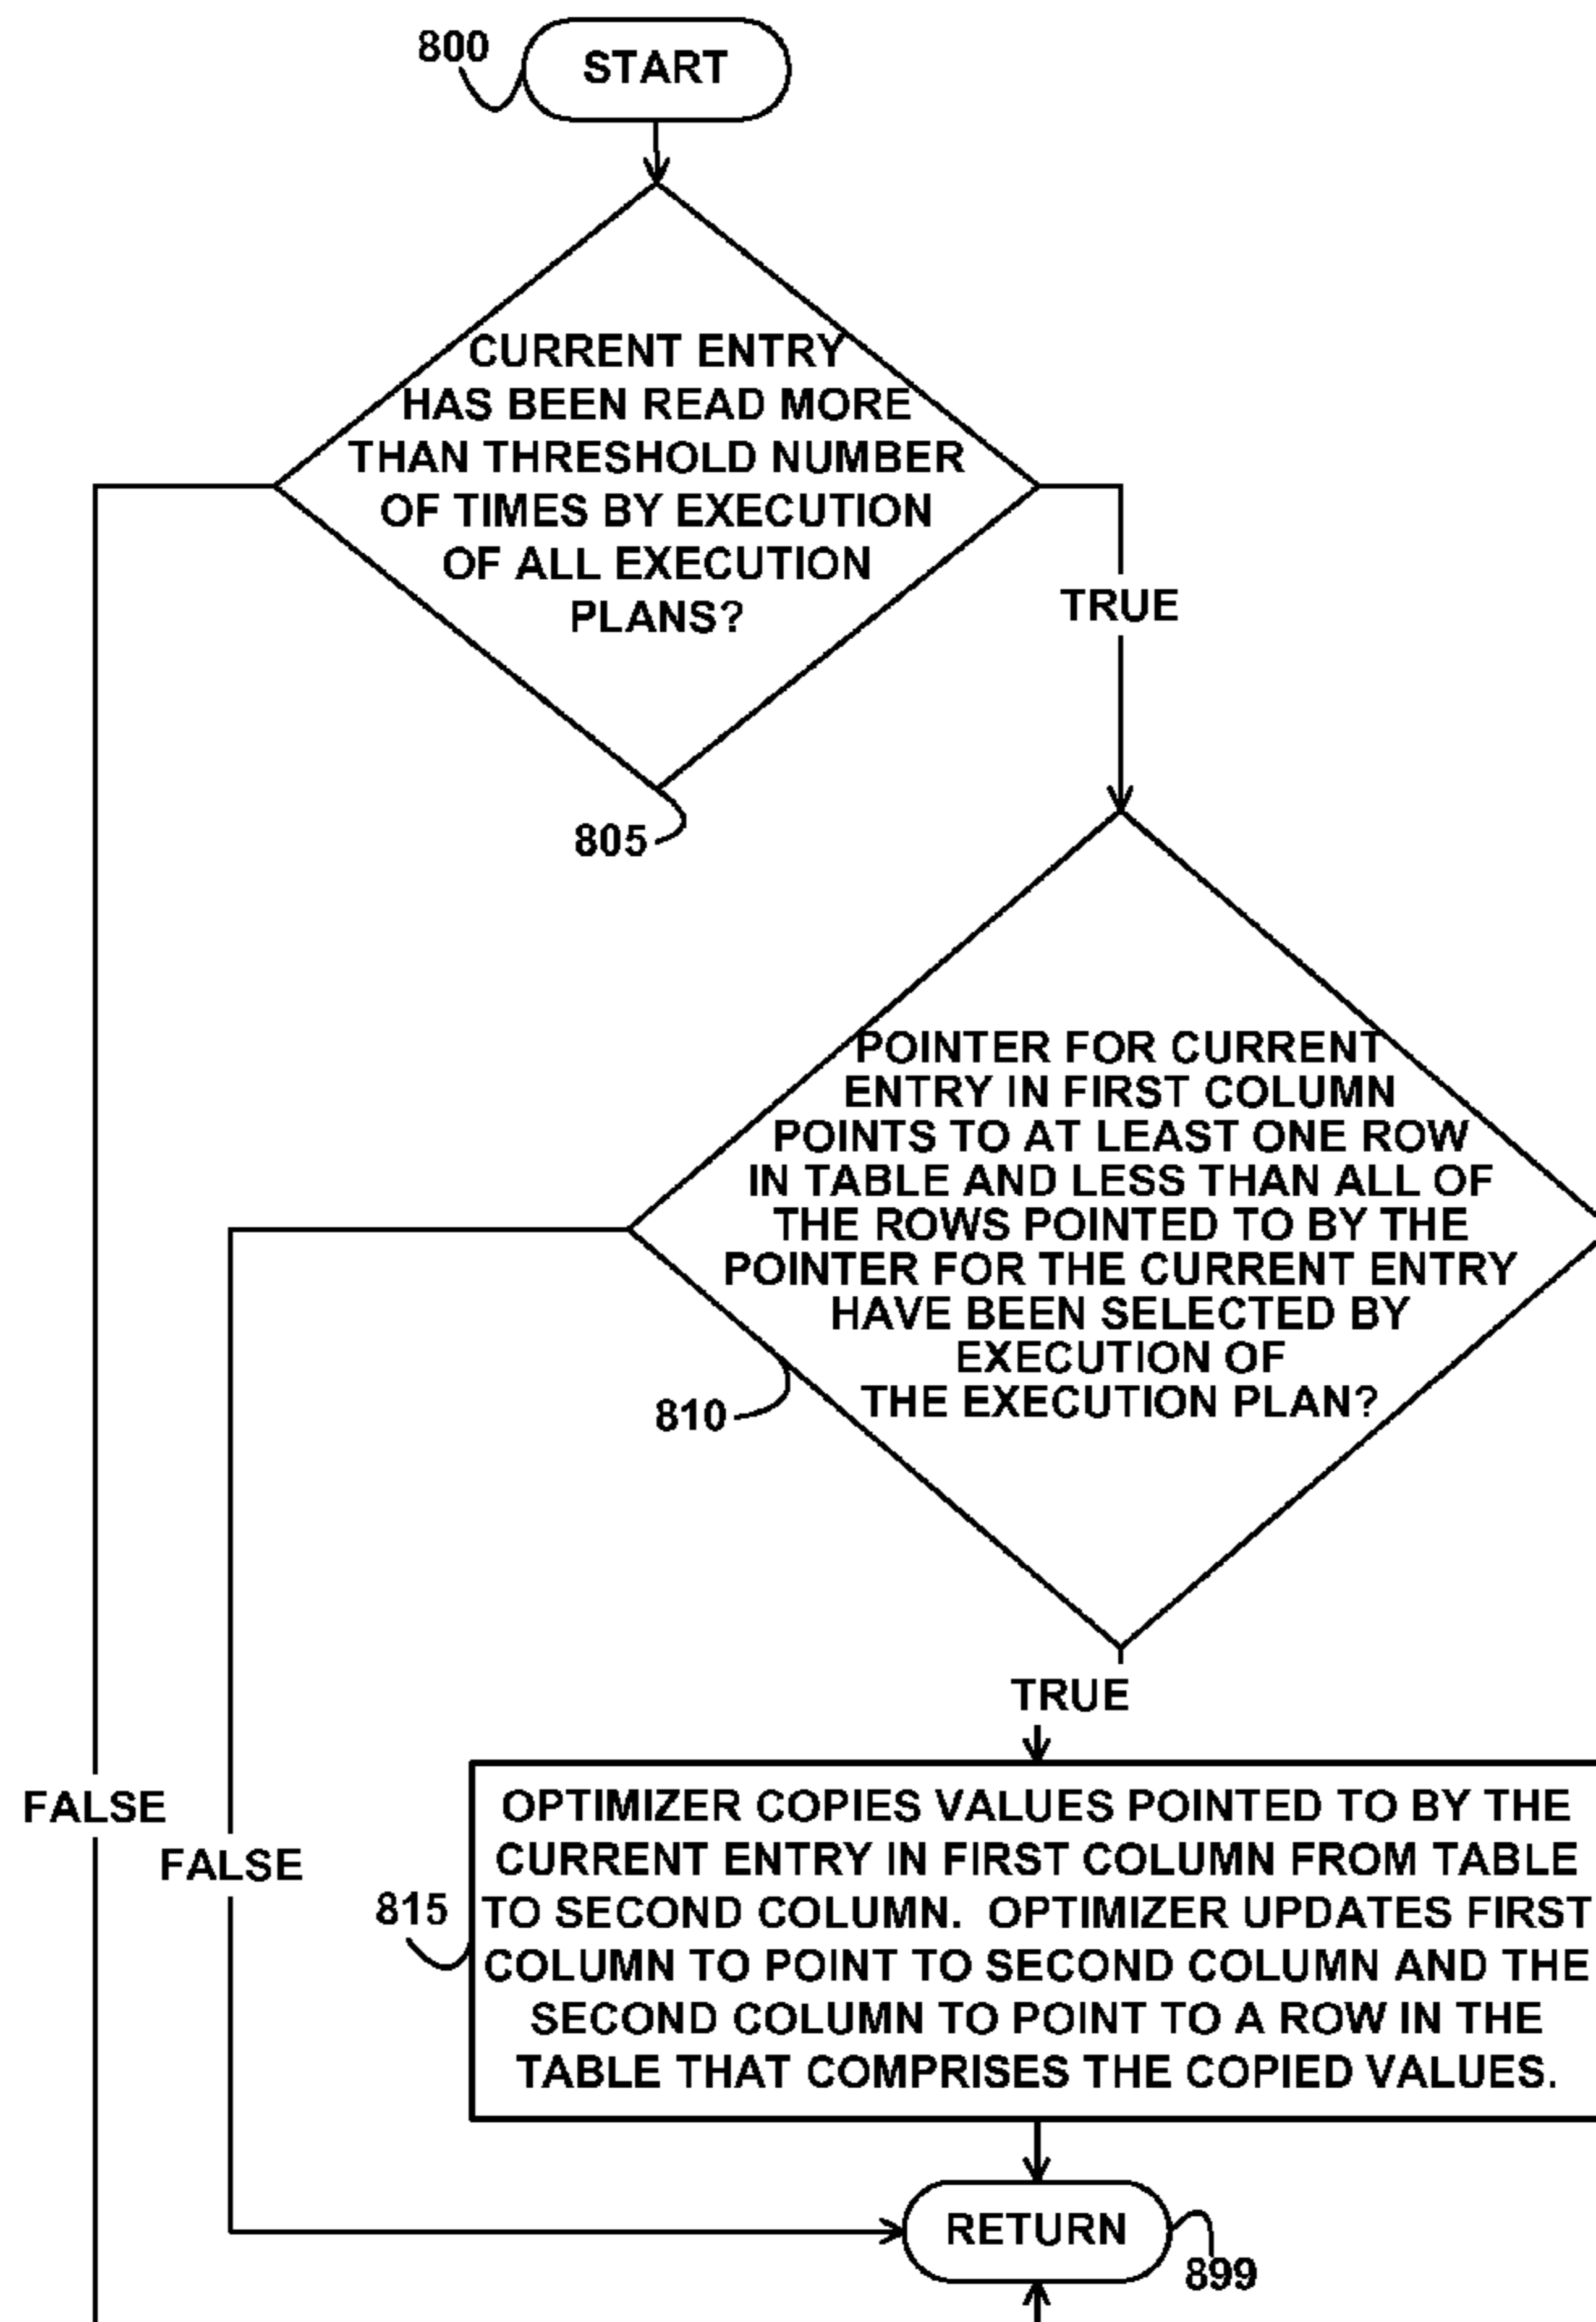 800
START
CURRENT ENTRY
HAS BEEN READ MORE
THAN THRESHOLD NUMBER
OF TIMES BY EXECUTION
OF ALL EXECUTION
PLANS?
TRUE
805
POINTER FOR CURRENT
ENTRY IN FIRST COLUMN
POINTS TO AT LEAST ONE ROW
IN TABLE AND LESS THAN ALL OF
THE ROWS POINTED TO BY THE
POINTER FOR THE CURRENT ENTRY
HAVE BEEN SELECTED BY
EXECUTION OF
THE EXECUTION PLAN?
810
TRUE
FALSE
FALSE
815
OPTIMIZER COPIES VALUES POINTED TO BY THE
CURRENT ENTRY IN FIRST COLUMN FROM TABLE
TO SECOND COLUMN. OPTIMIZER UPDATES FIRST
COLUMN TO POINT TO SECOND COLUMN AND THE
SECOND COLUMN TO POINT TO A ROW IN THE
TABLE THAT COMPRISES THE COPIED VALUES.
RETURN
899